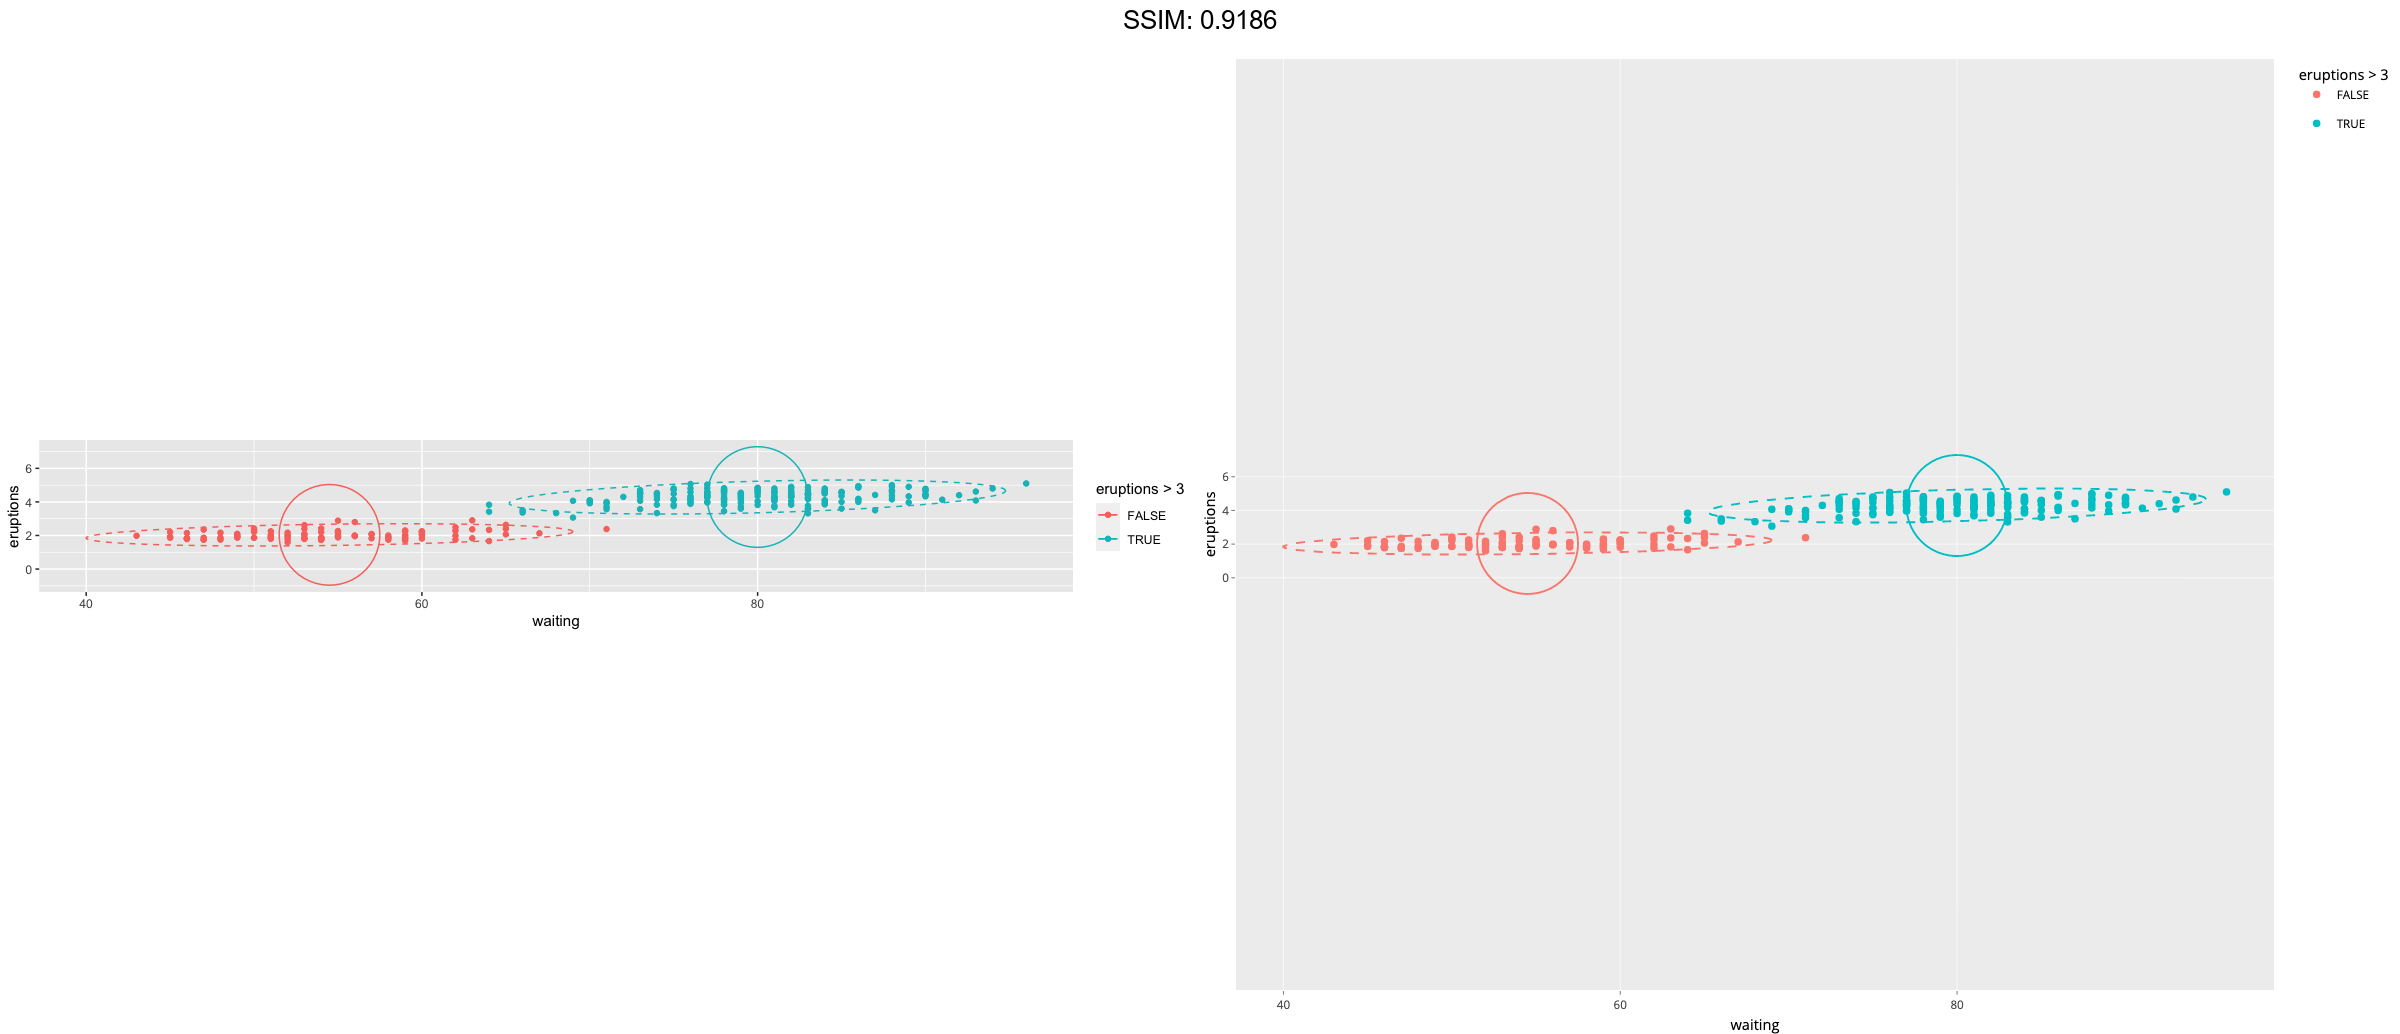 SSIM: 0.9186
eruptions
6
4
2
0
40 60 80
waiting
eruptions > 3
FALSE
TRUE
eruptions
6
4
2
0
40 60 80
waiting
eruptions > 3
FALSE
TRUE